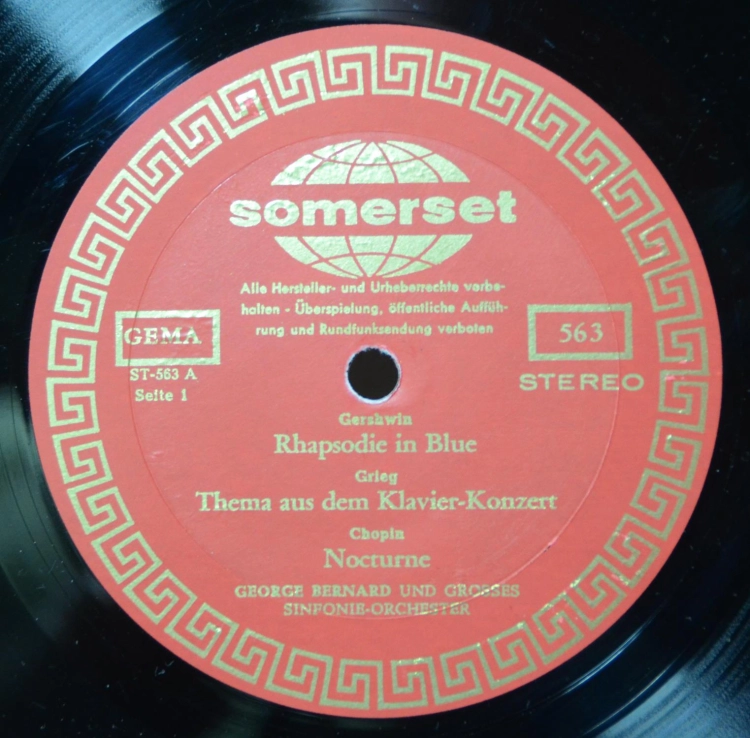 somerset
Alle Hersteller- und Urheberrechte vorbe-
halten - Überspielung, öffentliche Auffüh-
rung und Rundfunksendung verboten
GEMA
563
ST-563 A
STEREO
Seite 1
Gershwin
Rhapsodie in Blue
Grieg
Thema aus dem Klavier-Konzert
Chopin
Nocturne
GEORGE BERNARD UND GROSSES
SINFONIE-ORCHESTER